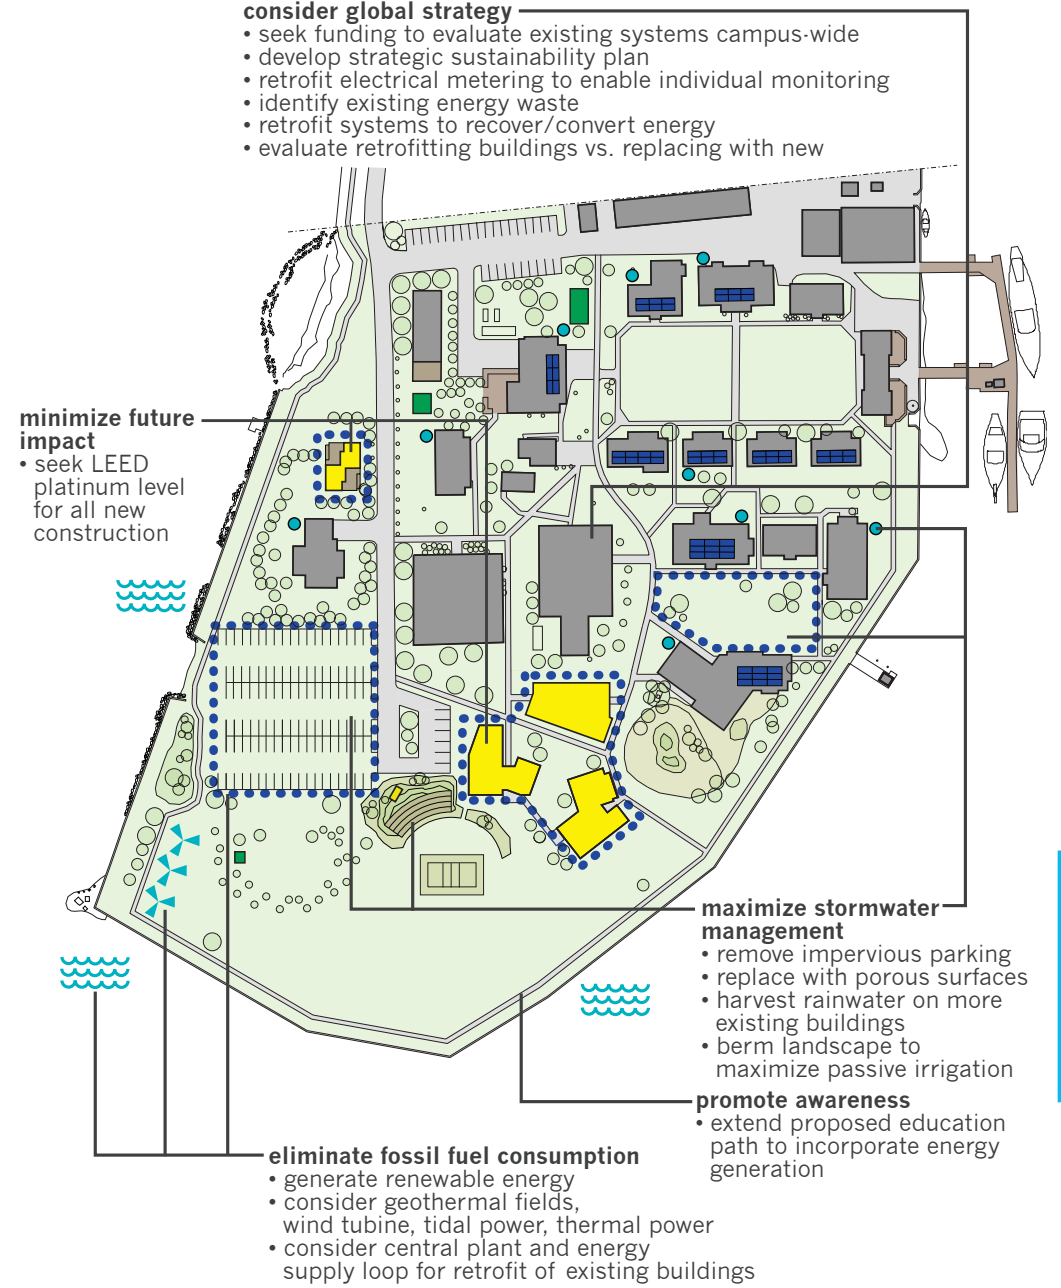 consider global strategy
• seek funding to evaluate existing systems campus-wide
• develop strategic sustainability plan
• retrofit electrical metering to enable individual monitoring
• identify existing energy waste
• retrofit systems to recover/convert energy
• evaluate retrofitting buildings vs. replacing with new
minimize future
impact
• seek LEED
platinum level
for all new
construction
maximize stormwater
management
• remove impervious parking
• replace with porous surfaces
• harvest rainwater on more
existing buildings
• berm landscape to
maximize passive irrigation
promote awareness
• extend proposed education
path to incorporate energy
generation
eliminate fossil fuel consumption
• generate renewable energy
• consider geothermal fields,
wind tubine, tidal power, thermal power
• consider central plant and energy
supply loop for retrofit of existing buildings